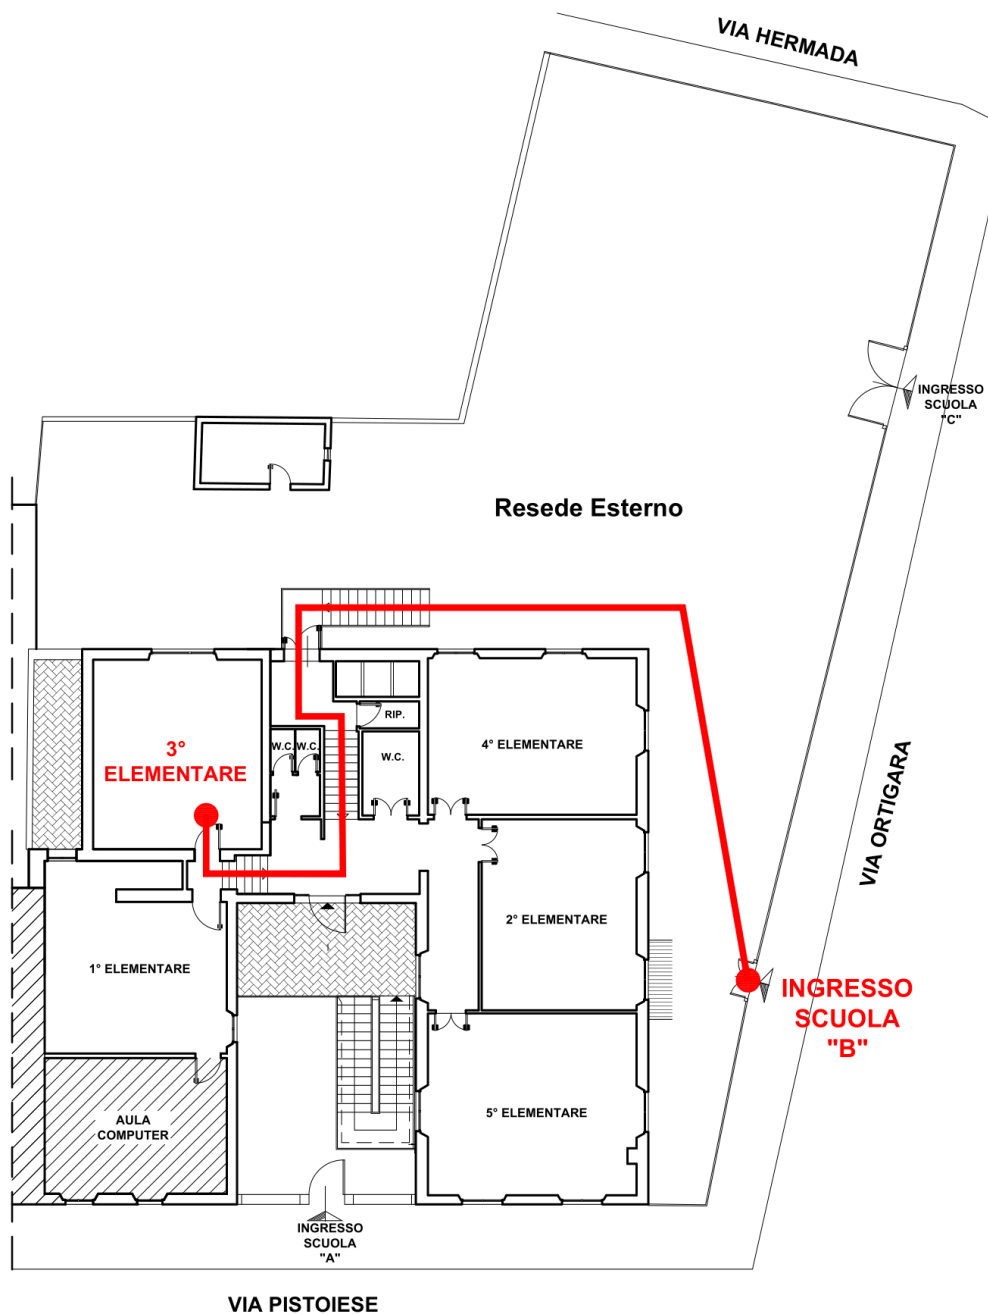 VIA HERMADA
INGRESSO
SCUOLA
"C"
Resede Esterno
RIP.
3°
ELEMENTARE
W.C.
W.C.
W.C.
4° ELEMENTARE
VIA ORTIGARA
2° ELEMENTARE
1° ELEMENTARE
INGRESSO
SCUOLA
"B"
5° ELEMENTARE
AULA
COMPUTER
INGRESSO
SCUOLA
"A"
VIA PISTOIESE